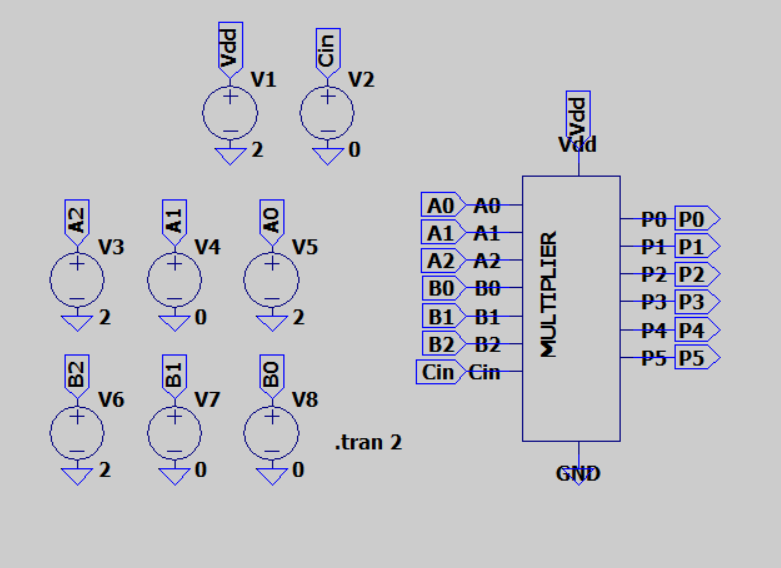 Vdd Cin
V1 V2
2 0
A2 A1 A0
V3 V4 V5
2 0 2
B2 B1 B0
V6 V7 V8
2 0 0
.tran 2
Vdd
Vdd
A0 A0
A1 A1
A2 A2
B0 B0
B1 B1
B2 B2
Cin Cin
MULTIPLIER
P0 P0
P1 P1
P2 P2
P3 P3
P4 P4
P5 P5
GND